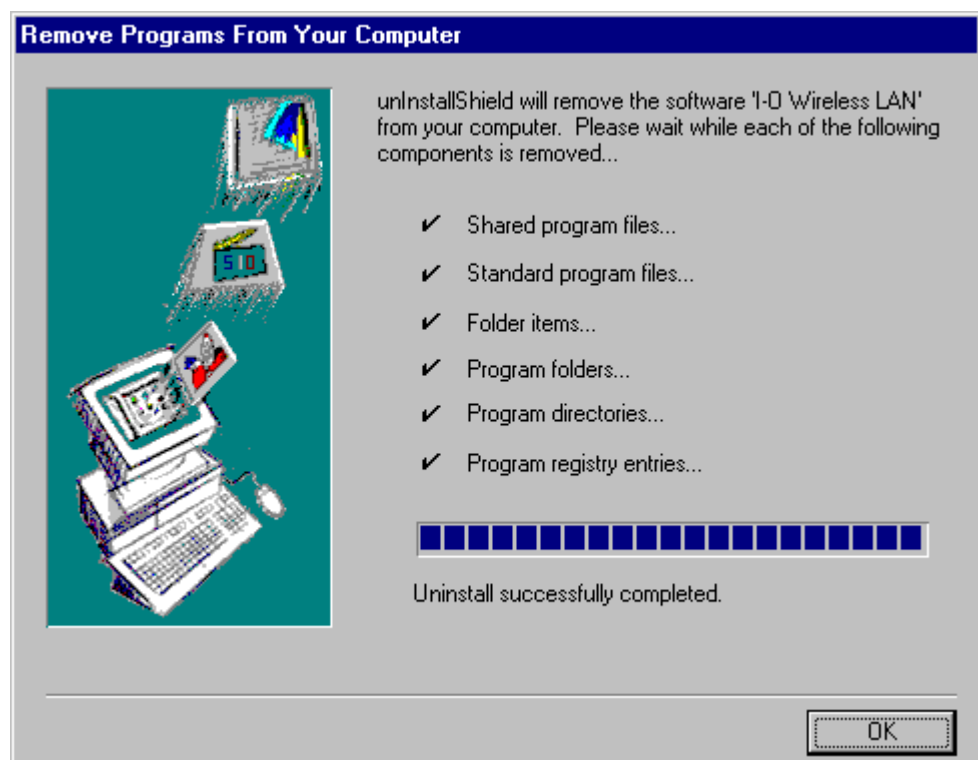 Remove Programs From Your Computer
unInstallShield will remove the software 'I-O Wireless LAN'
from your computer.  Please wait while each of the following
components is removed...
✔ Shared program files...
✔ Standard program files...
✔ Folder items...
✔ Program folders...
✔ Program directories...
✔ Program registry entries...
Uninstall successfully completed.
OK